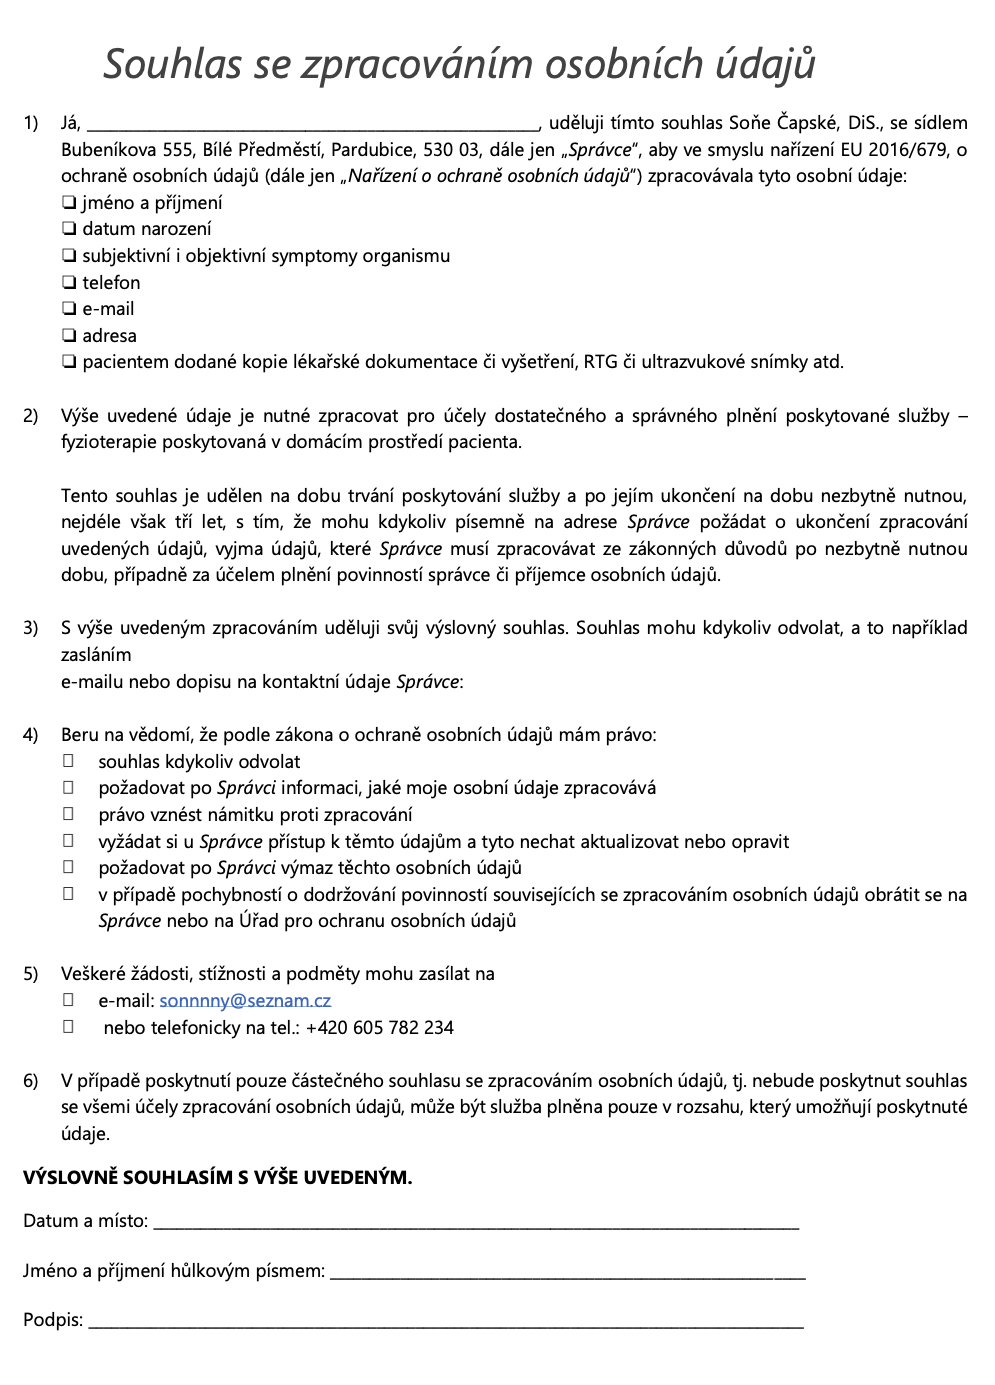 Souhlas se zpracováním osobních údajů
1) Já, ______________________________________________, uděluji tímto souhlas Soňe Čapské, DiS., se sídlem
Bubeníkova 555, Bílé Předměstí, Pardubice, 530 03, dále jen „Správce“, aby ve smyslu nařízení EU 2016/679, o
ochraně osobních údajů (dále jen „Nařízení o ochraně osobních údajů“) zpracovávala tyto osobní údaje:
❏ jméno a příjmení
❏ datum narození
❏ subjektivní i objektivní symptomy organismu
❏ telefon
❏ e-mail
❏ adresa
❏ pacientem dodané kopie lékařské dokumentace či vyšetření, RTG či ultrazvukové snímky atd.
2) Výše uvedené údaje je nutné zpracovat pro účely dostatečného a správného plnění poskytované služby –
fyzioterapie poskytovaná v domácím prostředí pacienta.
Tento souhlas je udělen na dobu trvání poskytování služby a po jejím ukončení na dobu nezbytně nutnou,
nejdéle však tří let, s tím, že mohu kdykoliv písemně na adrese Správce požádat o ukončení zpracování
uvedených údajů, vyjma údajů, které Správce musí zpracovávat ze zákonných důvodů po nezbytně nutnou
dobu, případně za účelem plnění povinností správce či příjemce osobních údajů.
3) S výše uvedeným zpracováním uděluji svůj výslovný souhlas. Souhlas mohu kdykoliv odvolat, a to například
zasláním
e-mailu nebo dopisu na kontaktní údaje Správce:
4) Beru na vědomí, že podle zákona o ochraně osobních údajů mám právo:
 souhlas kdykoliv odvolat
 požadovat po Správci informaci, jaké moje osobní údaje zpracovává
 právo vznést námitku proti zpracování
 vyžádat si u Správce přístup k těmto údajům a tyto nechat aktualizovat nebo opravit
 požadovat po Správci výmaz těchto osobních údajů
 v případě pochybností o dodržování povinností souvisejících se zpracováním osobních údajů obrátit se na
Správce nebo na Úřad pro ochranu osobních údajů
5) Veškeré žádosti, stížnosti a podměty mohu zasílat na
 e-mail: sonnnny@seznam.cz
 nebo telefonicky na tel.: +420 605 782 234
6) V případě poskytnutí pouze částečného souhlasu se zpracováním osobních údajů, tj. nebude poskytnut souhlas
se všemi účely zpracování osobních údajů, může být služba plněna pouze v rozsahu, který umožňují poskytnuté
údaje.
VÝSLOVNĚ SOUHLASÍM S VÝŠE UVEDENÝM.
Datum a místo: ______________________________________________
Jméno a příjmení hůlkovým písmem: ______________________________________________
Podpis: ______________________________________________